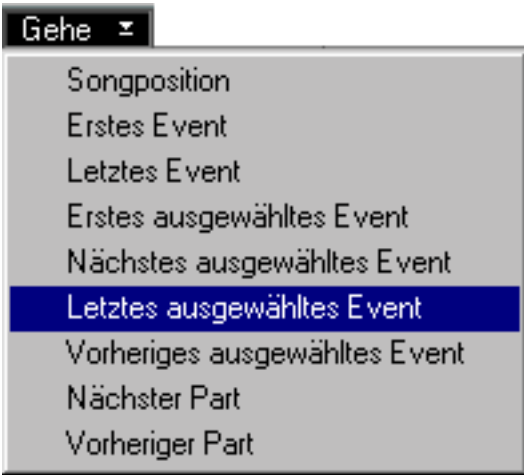 Gehe
Songposition
Erstes Event
Letztes Event
Erstes ausgewähltes Event
Nächstes ausgewähltes Event
Letztes ausgewähltes Event
Vorheriges ausgewähltes Event
Nächster Part
Vorheriger Part